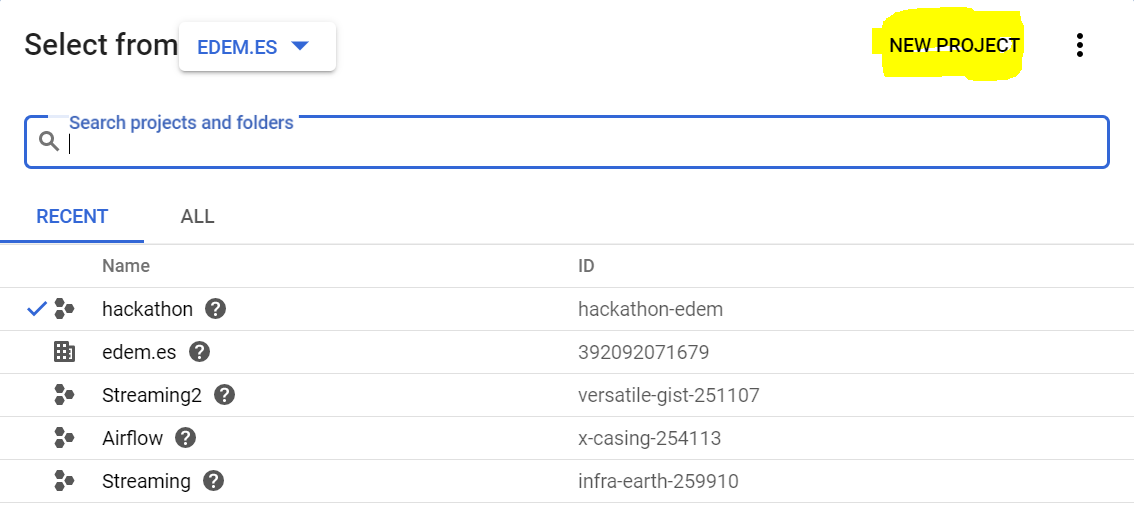 Select from EDEM.ES NEW PROJECT
Search projects and folders
RECENT ALL
Name ID
hackathon hackathon-edem
edem.es 392092071679
Streaming2 versatile-gist-251107
Airflow x-casing-254113
Streaming infra-earth-259910